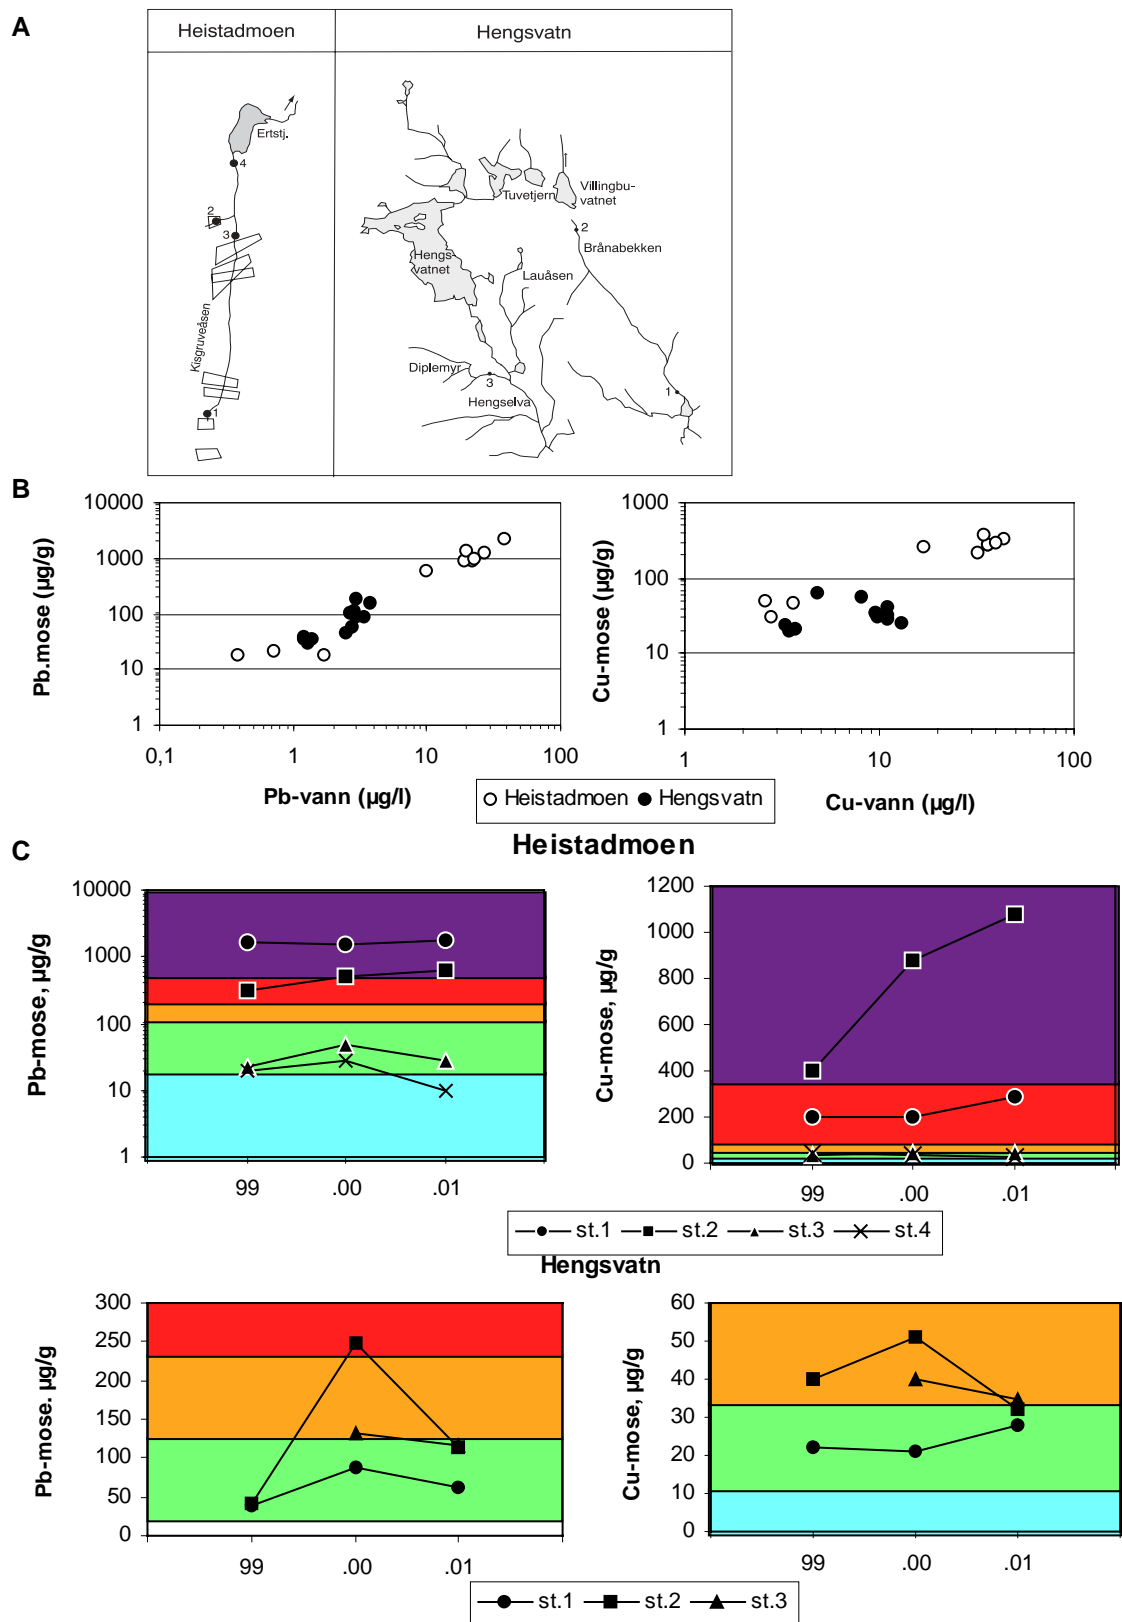 A
Heistadmoen
Hengsvatn
Ertstj.
4
2
3
Kisgruveåsen
1
Tuvetjern
Villingbu-
vatnet
2
Brånabekken
Hengs-
vatnet
Lauåsen
Diplemyr
3
Hengselva
1
B
Pb.mose (µg/g)
10000
1000
100
10
1
0,1
1
10
100
Pb-vann (µg/l)
Cu-mose (µg/g)
1000
100
10
1
1
10
100
Cu-vann (µg/l)
Heistadmoen
Hengsvatn
C
Heistadmoen
Pb-mose, µg/g
10000
1000
100
10
1
99
.00
.01
Cu-mose, µg/g
1200
1000
800
600
400
200
0
99
.00
.01
st.1
st.2
st.3
st.4
Hengsvatn
Pb-mose. µg/g
300
250
200
150
100
50
0
99
.00
.01
Cu-mose, µg/g
60
50
40
30
20
10
0
99
.00
.01
st.1
st.2
st.3